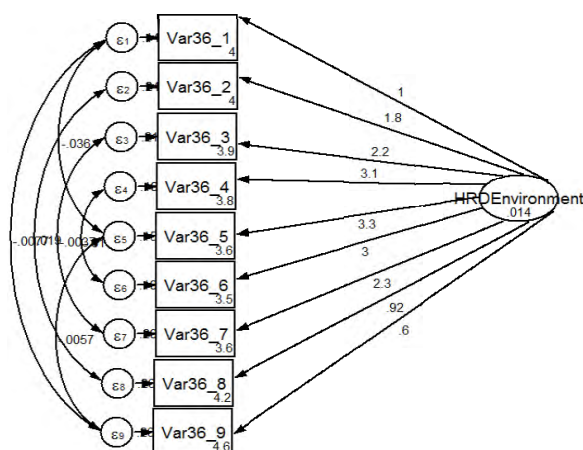 ε1
Var36_1
4
1
ε2
Var36_2
4
1.8
ε3
Var36_3
3.9
2.2
-.036
ε4
Var36_4
3.8
3.1
HRDEnvironment
.014
ε5
Var36_5
3.6
3.3
ε6
Var36_6
3.5
3
ε7
Var36_7
3.6
2.3
-.0057
ε8
Var36_8
4.2
.92
ε9
Var36_9
4.6
.6